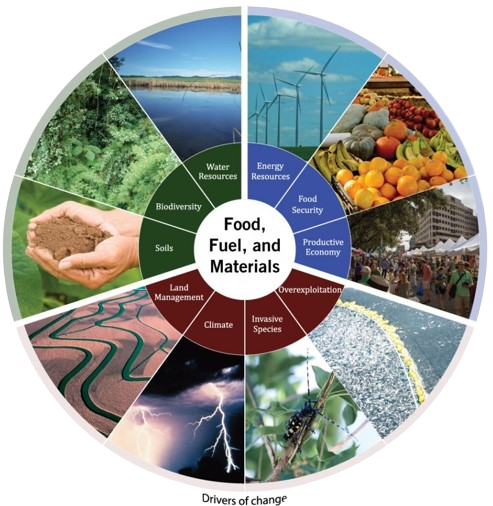 Water
Resources
Energy
Resources
Biodiversity
Food
Security
Soils
Food,
Fuel, and
Materials
Productive
Economy
Land
Management
Overexploitation
Climate
Invasive
Species
Drivers of change